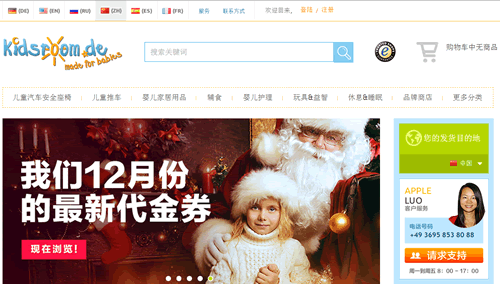 (DE) (EN) (RU) (ZH) (ES) (FR) 服务 联系方式 欢迎回来, 登陆 / 注册
kidsroom.de
made for babies
搜索关键词
购物车中无商品
儿童汽车安全座椅 儿童推车 婴儿家居用品 辅食 婴儿护理 玩具&益智 休息&睡眠 品牌商店 更多分类
我们12月份
的最新代金券
现在浏览!
您的发货目的地
中国
APPLE
LUO
客户服务
电话号码
+49 3695 853 80 88
请求支持
周一到周五 8:00 - 17:00